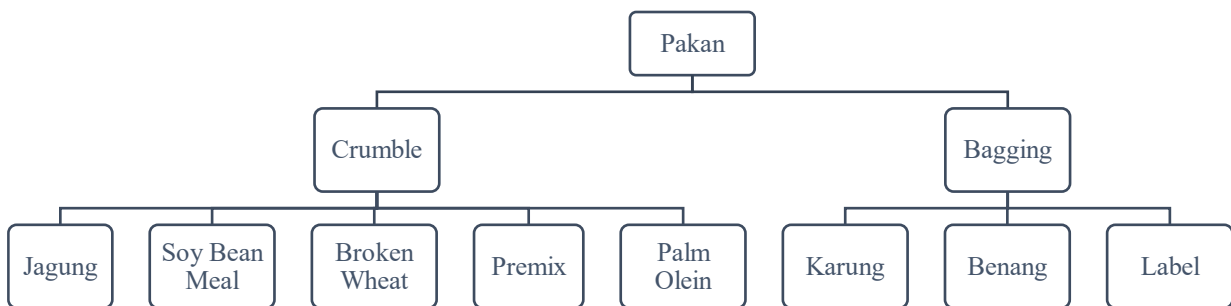 Pakan
Crumble
Bagging
Jagung
Soy Bean
Meal
Broken
Wheat
Premix
Palm
Olein
Karung
Benang
Label